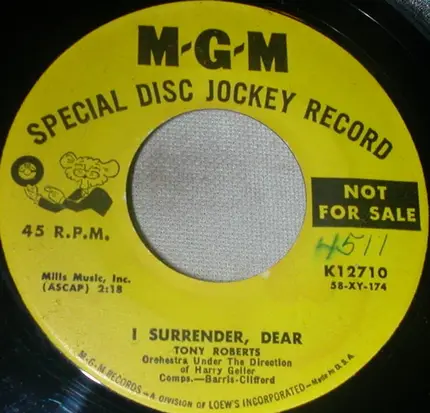 M-G-M
SPECIAL DISC JOCKEY RECORD
NOT
FOR SALE
45 R.P.M.
4511
Mills Music, Inc.
(ASCAP) 2:18
K12710
58-XY-174
I SURRENDER, DEAR
TONY ROBERTS
Orchestra Under The Direction
of Harry Geller
Comps.—Barris-Clifford
M-G-M RECORDS—A DIVISION OF LOEW'S INCORPORATED—Made in U.S.A.